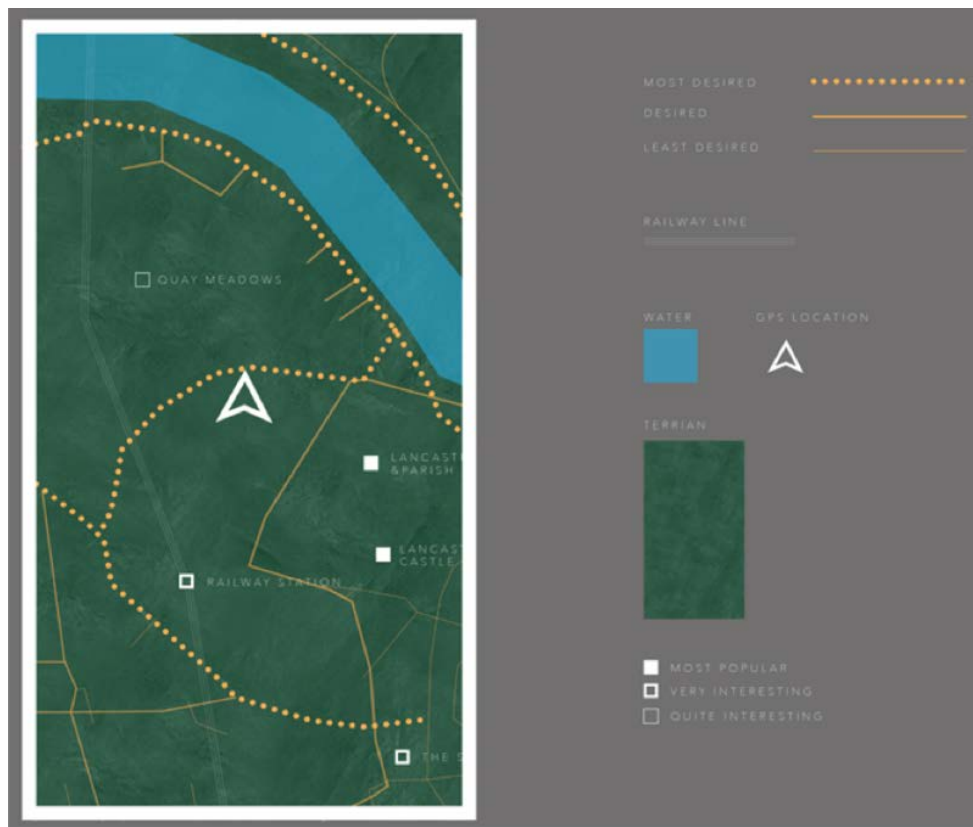 QUAY MEADOWS
LANCAST
&PARISH
LANCAST
CASTLE
RAILWAY STATION
THE S
MOST DESIRED
DESIRED
LEAST DESIRED
RAILWAY LINE
WATER
GPS LOCATION
TERRIAN
MOST POPULAR
VERY INTERESTING
QUITE INTERESTING